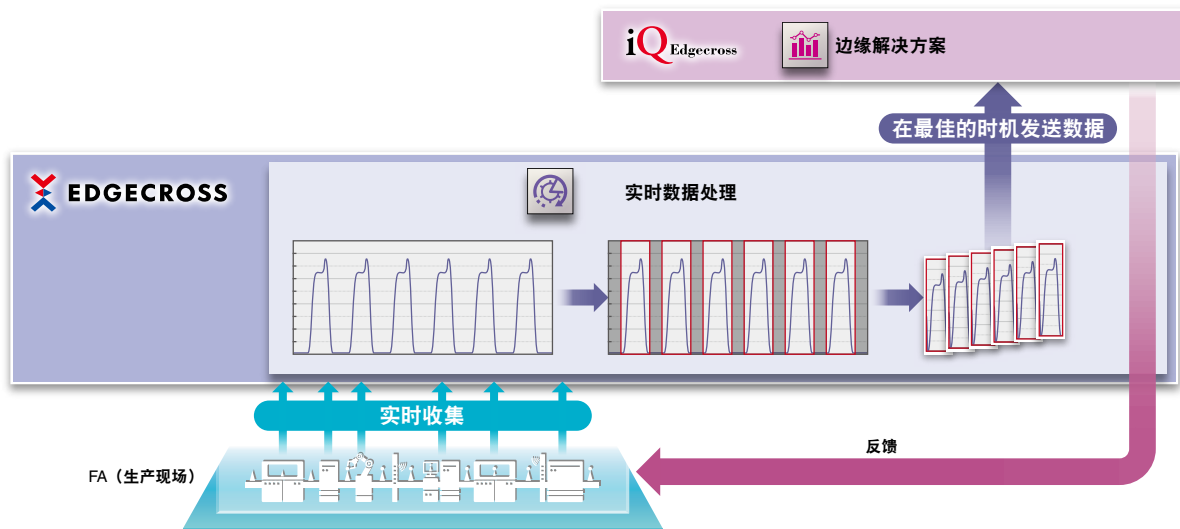 iQ Edgecross
边缘解决方案
在最佳的时机发送数据
EDGECROSS
实时数据处理
实时收集
反馈
FA（生产现场）